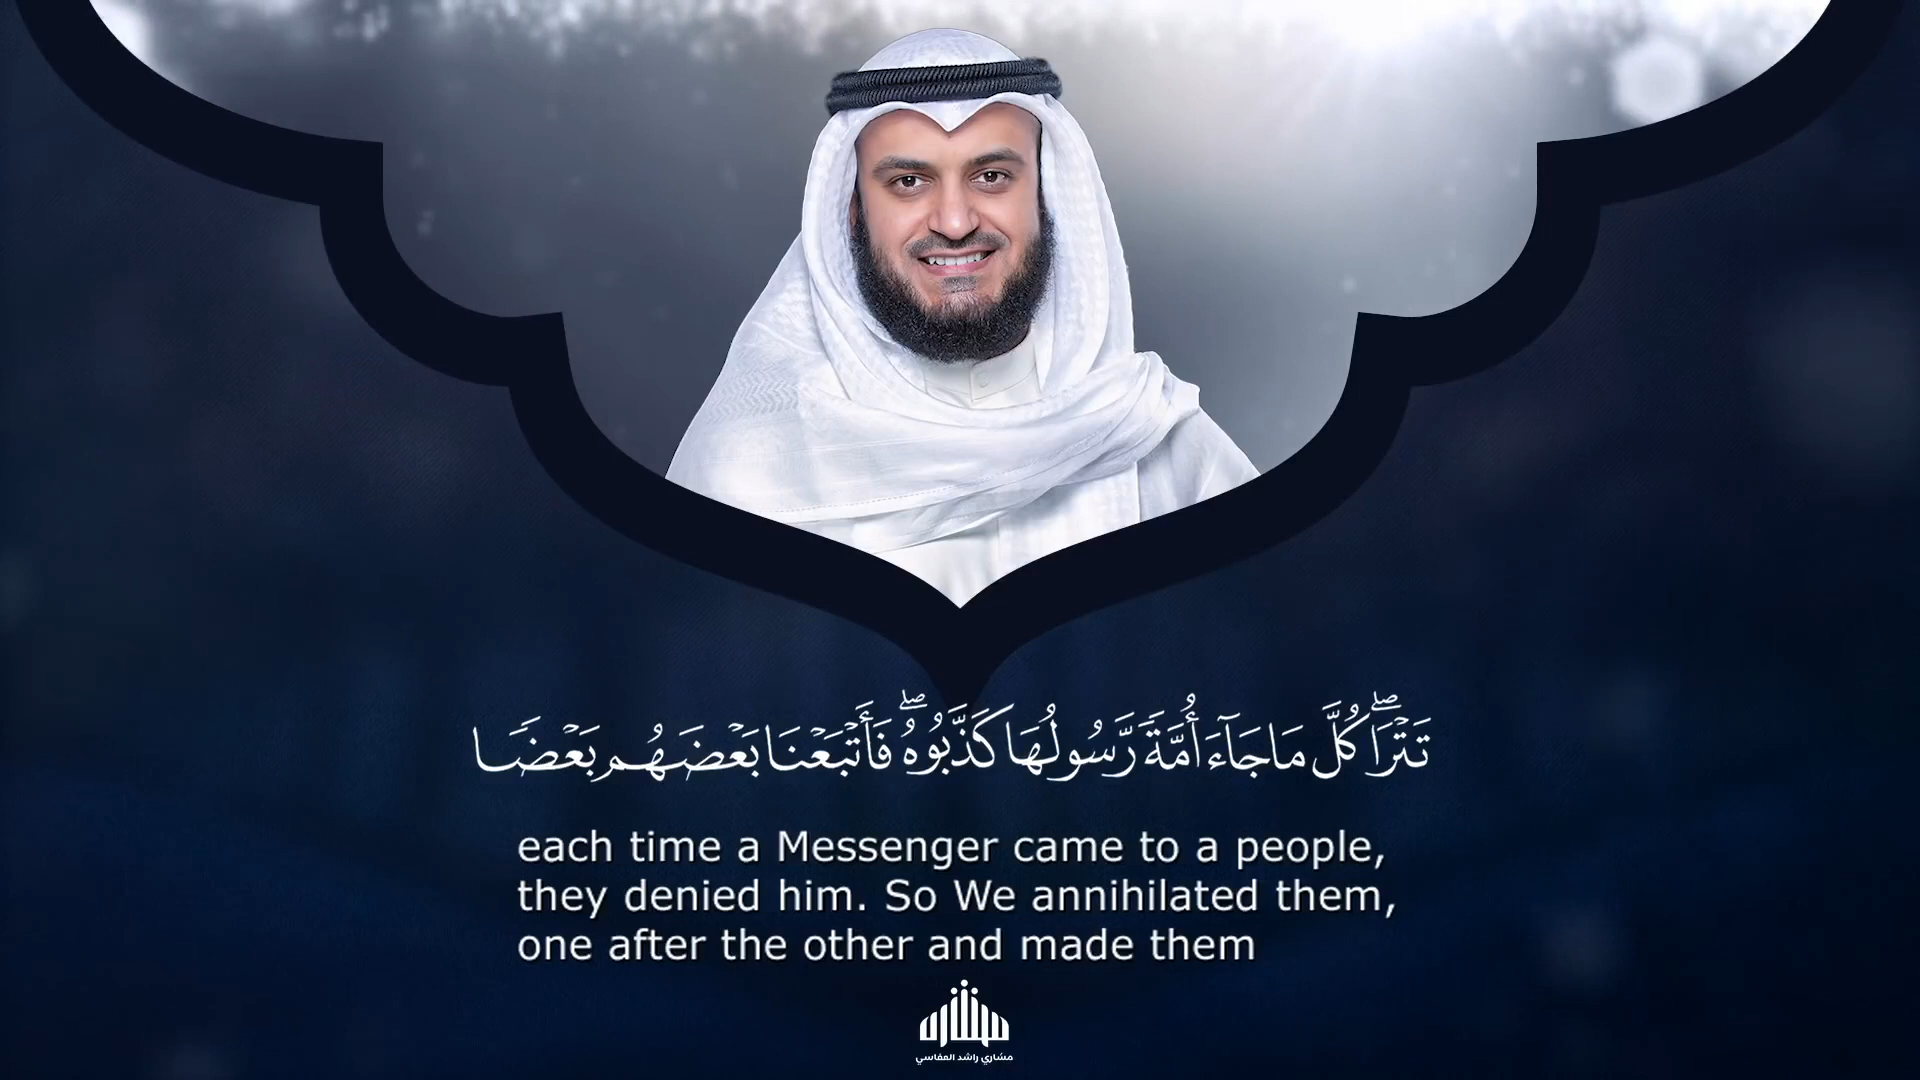 تَتْرَاۖ كُلَّ مَا جَآءَ أُمَّةً رَّسُولُهَا كَذَّبُوهُۖ فَأَتْبَعْنَا بَعْضَهُم بَعْضًا
each time a Messenger came to a people,
they denied him. So We annihilated them,
one after the other and made them
مشاري راشد العفاسي